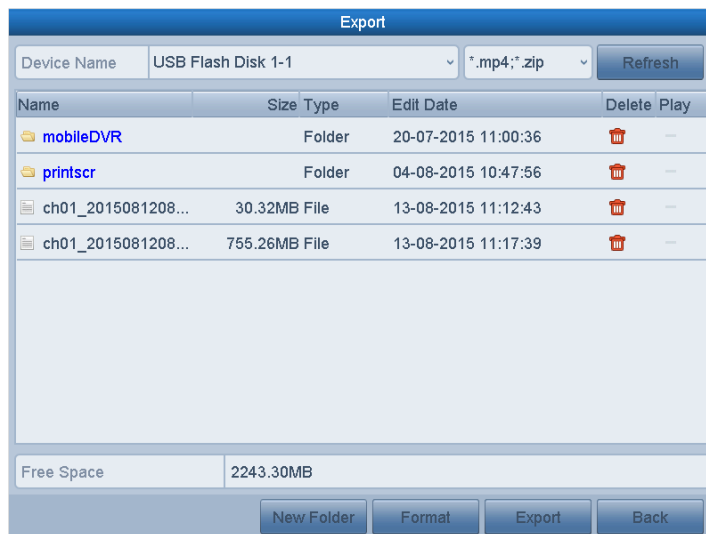 Export
Device Name USB Flash Disk 1-1 *.mp4;*.zip Refresh
Name Size Type Edit Date Delete Play
mobileDVR Folder 20-07-2015 11:00:36
printscr Folder 04-08-2015 10:47:56
ch01_2015081208... 30.32MB File 13-08-2015 11:12:43
ch01_2015081208... 755.26MB File 13-08-2015 11:17:39
Free Space 2243.30MB
New Folder Format Export Back